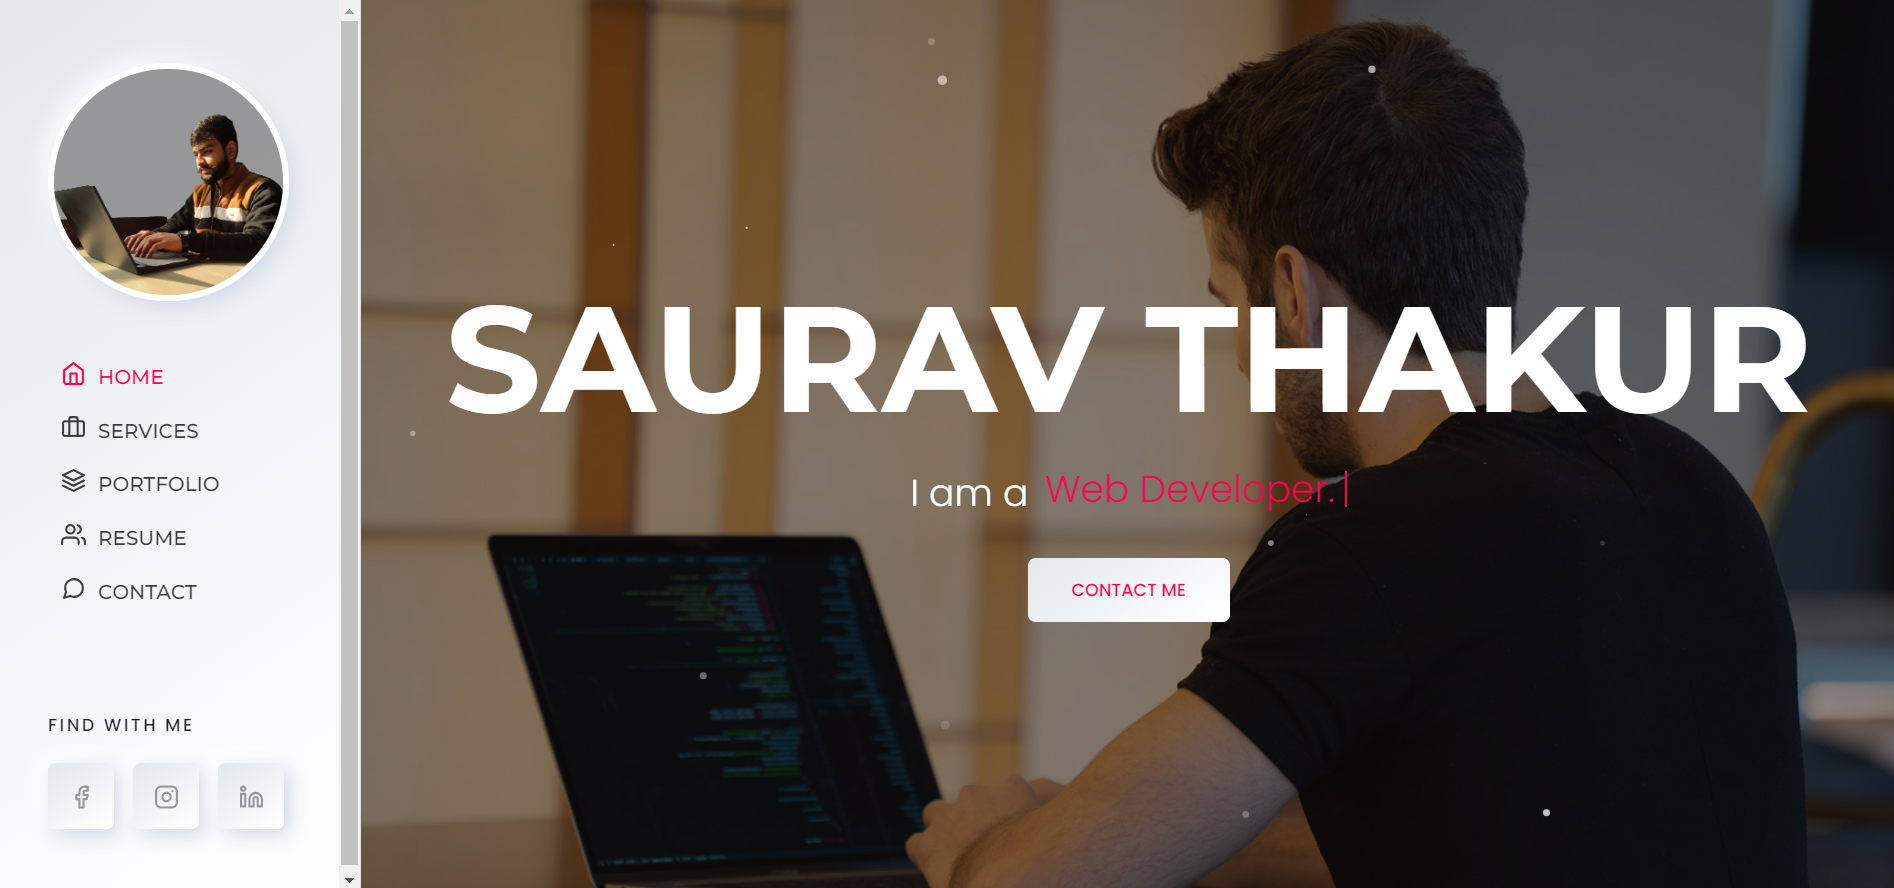 HOME
SERVICES
PORTFOLIO
RESUME
CONTACT
FIND WITH ME
SAURAV THAKUR
I am a Web Developer.|
CONTACT ME